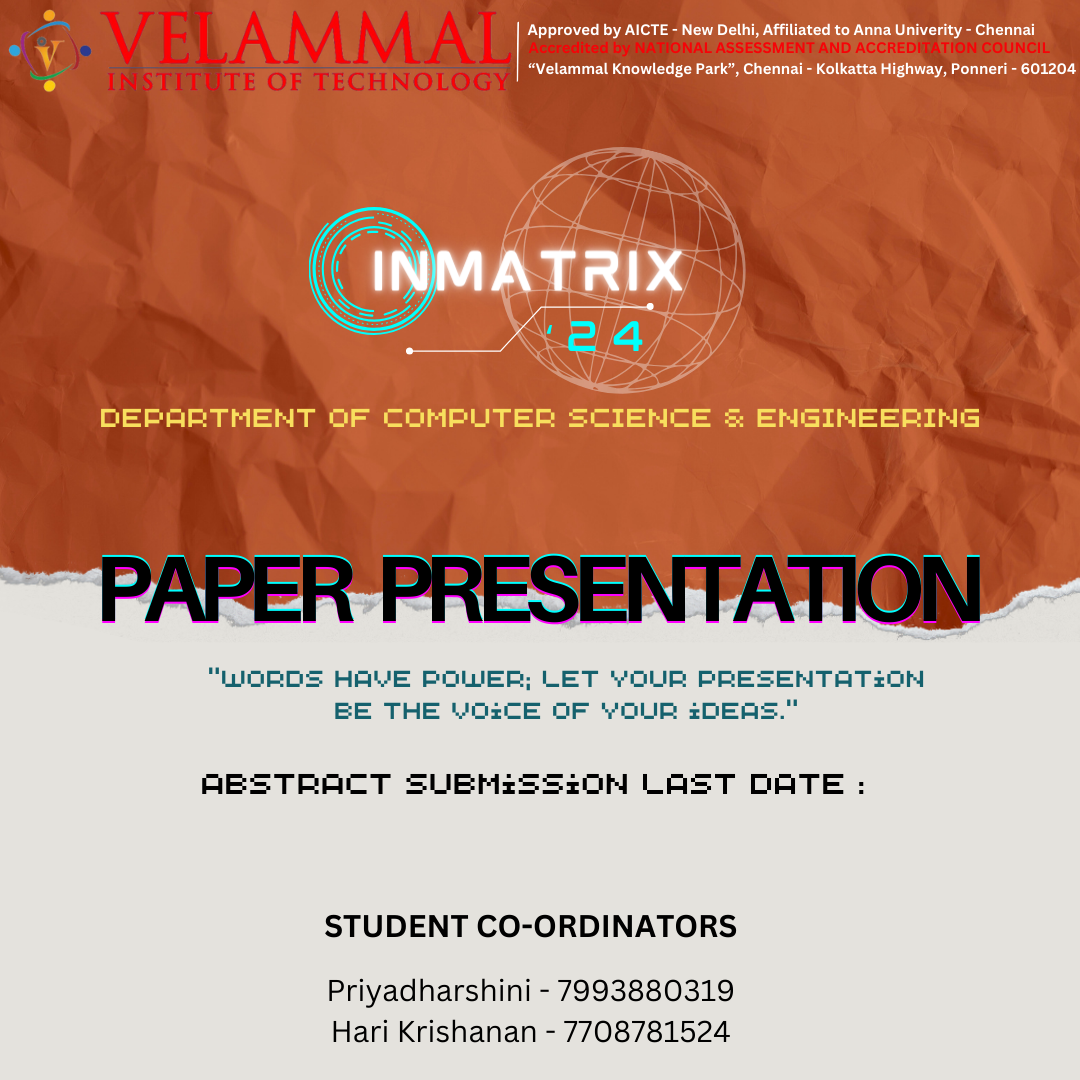 VELAMMAL
INSTITUTE OF TECHNOLOGY
Approved by AICTE - New Delhi, Affiliated to Anna Univerity - Chennai
Accredited by NATIONAL ASSESSMENT AND ACCREDITATION COUNCIL
“Velammal Knowledge Park”, Chennai - Kolkatta Highway, Ponneri - 601204
V
INMATRIX
‘24
DEPARTMENT OF COMPUTER SCIENCE & ENGINEERING
PAPER PRESENTATION
"WORDS HAVE POWER; LET YOUR PRESENTATiON
BE THE VOiCE OF YOUR iDEAS."
ABSTRACT SUBMiSSiON LAST DATE :
STUDENT CO-ORDINATORS
Priyadharshini - 7993880319
Hari Krishanan - 7708781524